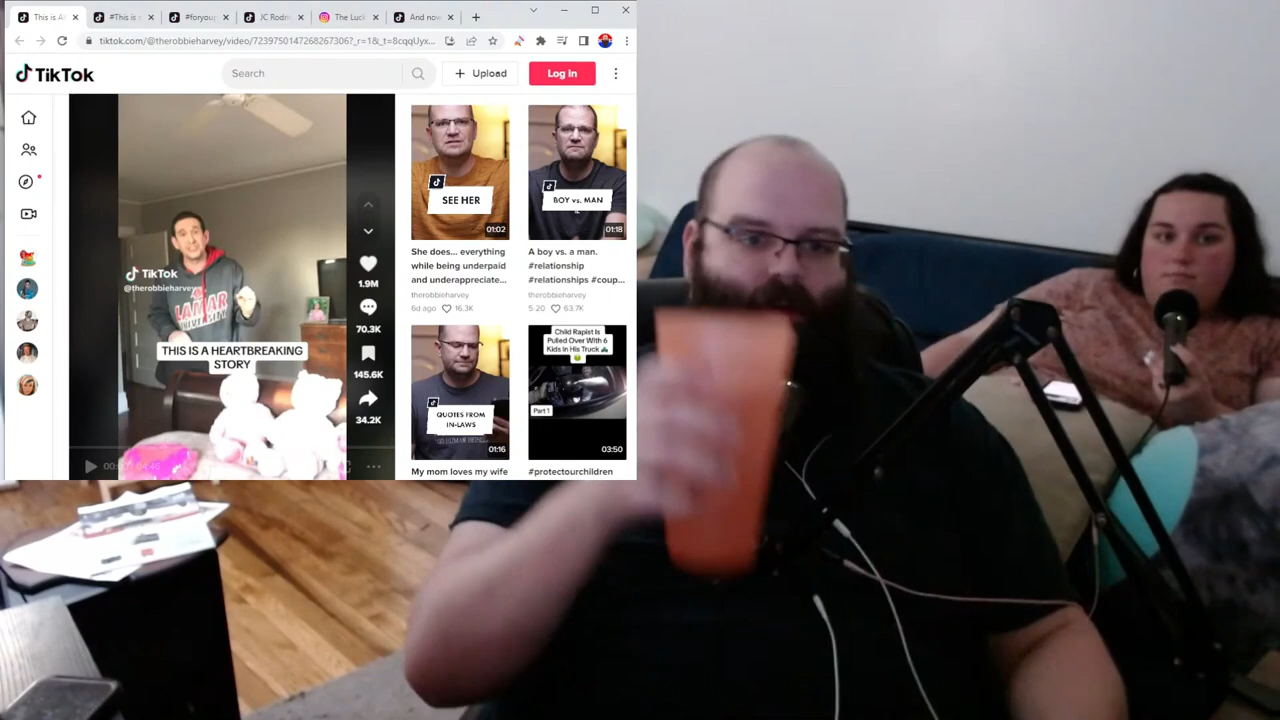 This is Al
#This is
#foryou
JC Rodri
The Luck
And now
tiktok.com/@therobbieharvey/video/7239750147268267306?_r=1&_t=8cqqUyx...
TikTok
Search
Upload
Log in
TikTok
@therobbieharvey
LAMAR
UNIVERSITY
THIS IS A HEARTBREAKING
STORY
1.9M
70.3K
145.6K
34.2K
SEE HER
01:02
She does... everything
while being underpaid
and underappreciate...
therobbieharvey
6d ago
16.3K
BOY vs. MAN
01:18
A boy vs. a man.
#relationship
#relationships #coup...
therobbieharvey
5-20
63.7K
QUOTES FROM
IN-LAWS
01:16
My mom loves my wife
Child Rapist Is
Pulled Over With 6
Kids In His Truck
Part 1
03:50
#protectourchildren